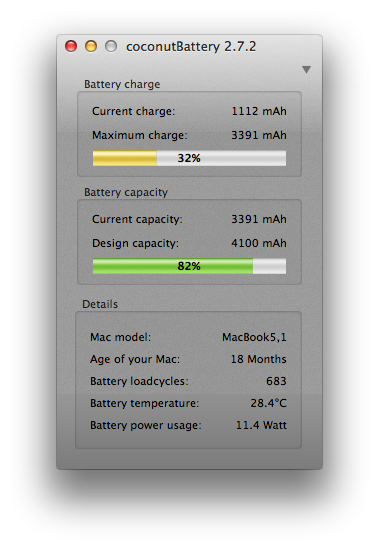 coconutBattery 2.7.2
Battery charge
Current charge: 1112 mAh
Maximum charge: 3391 mAh
32%
Battery capacity
Current capacity: 3391 mAh
Design capacity: 4100 mAh
82%
Details
Mac model: MacBook5,1
Age of your Mac: 18 Months
Battery loadcycles: 683
Battery temperature: 28.4°C
Battery power usage: 11.4 Watt